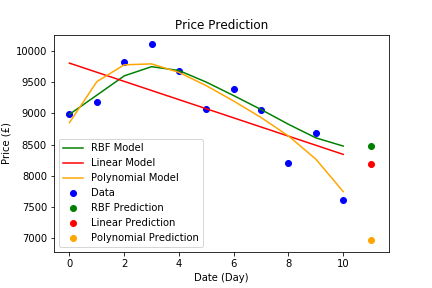 Price Prediction
Price (£)
10000
9500
9000
8500
8000
7500
7000
RBF Model
Linear Model
Polynomial Model
Data
RBF Prediction
Linear Prediction
Polynomial Prediction
0 2 4 6 8 10
Date (Day)